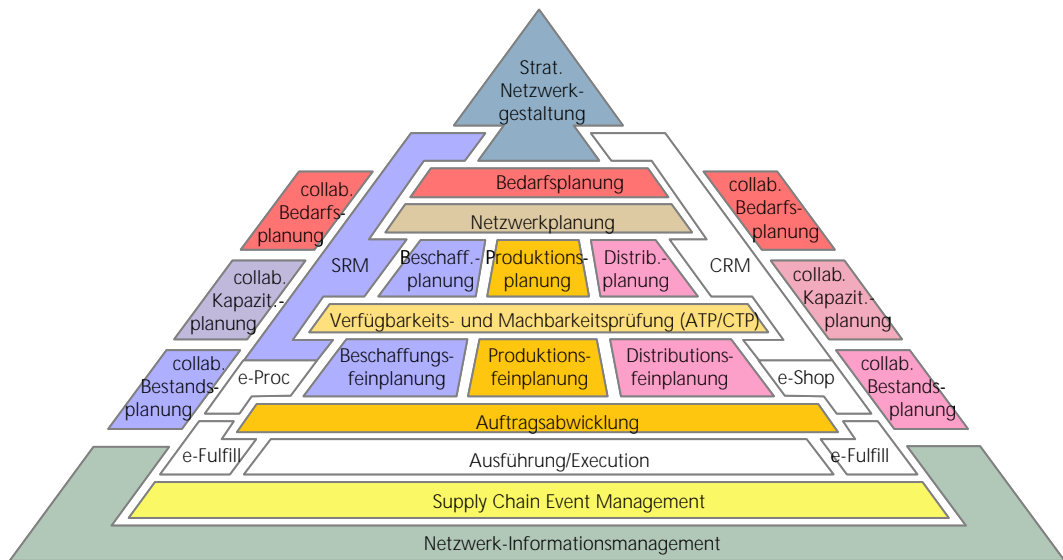 Strat.
Netzwerk-
gestaltung
Bedarfsplanung
collab.
Bedarfs-
planung
collab.
Bedarfs-
planung
Netzwerkplanung
SRM
Beschaff.-
planung
Produktions-
planung
Distrib.-
planung
CRM
collab.
Kapazit.-
planung
collab.
Kapazit.-
planung
Verfügbarkeits- und Machbarkeitsprüfung (ATP/CTP)
collab.
Bestands-
planung
e-Proc
Beschaffungs-
feinplanung
Produktions-
feinplanung
Distributions-
feinplanung
e-Shop
collab.
Bestands-
planung
Auftragsabwicklung
e-Fulfill
Ausführung/Execution
e-Fulfill
Supply Chain Event Management
Netzwerk-Informationsmanagement